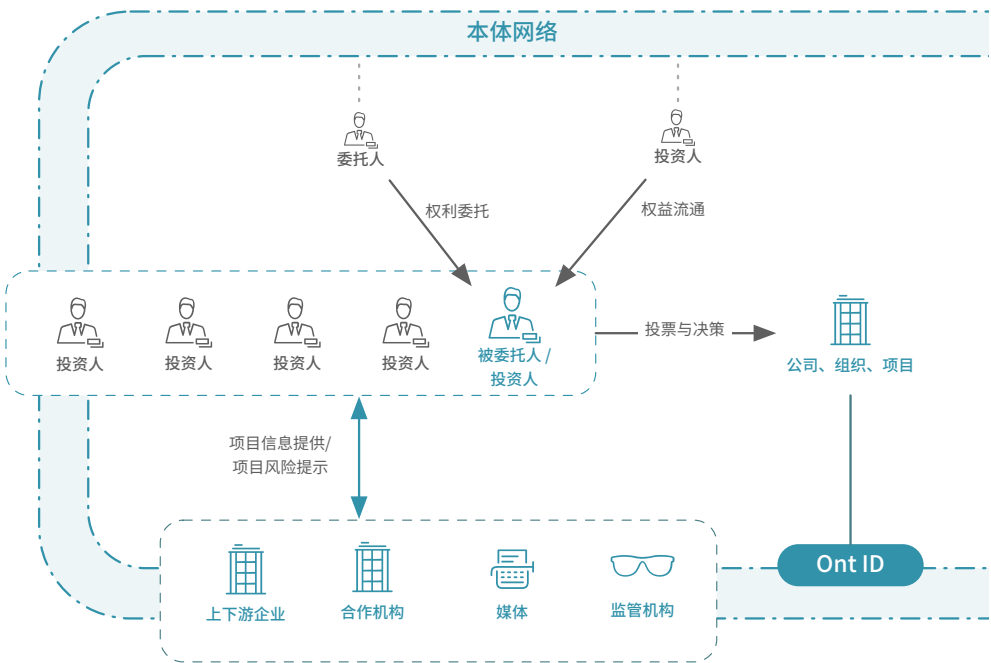 本体网络
委托人
投资人
权利委托
权益流通
投资人
投资人
投资人
投资人
被委托人 /
投资人
投票与决策
公司、组织、项目
项目信息提供/
项目风险提示
Ont ID
上下游企业
合作机构
媒体
监管机构